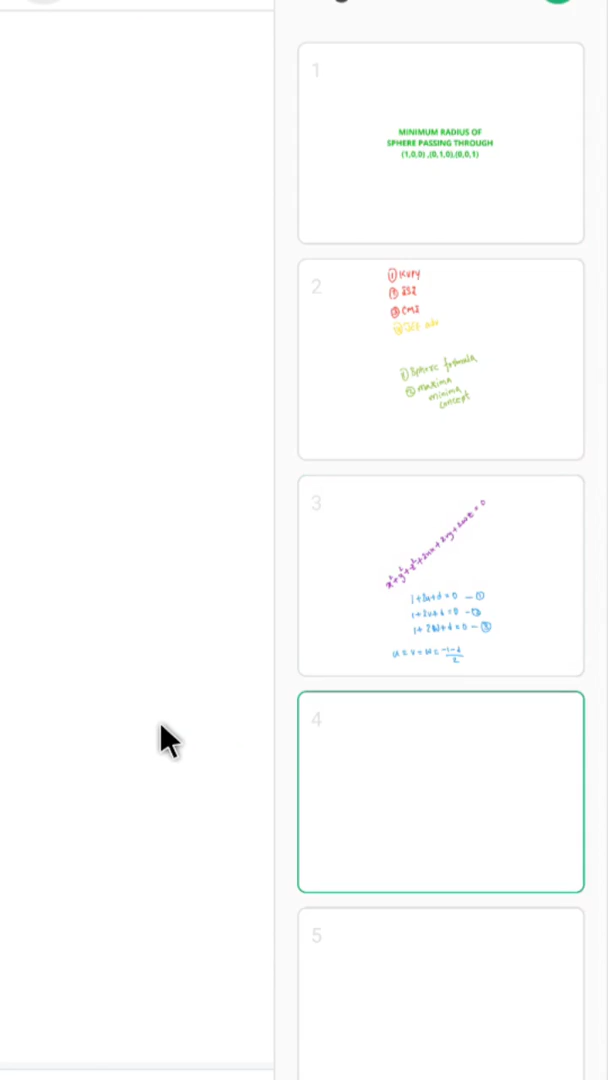 1
MINIMUM RADIUS OF
SPHERE PASSING THROUGH
(1,0,0) ,(0,1,0),(0,0,1)
2
① KVPY
③ CMI
① Sphere formula
② maxima
minima
concept
3
x²+y²+z²+2ux+2vy+2wz+d=0
1+2u+d=0 -①
1+2v+d=0 -②
1+2w+d=0 -③
u=v=w=-1-d/2
4
5